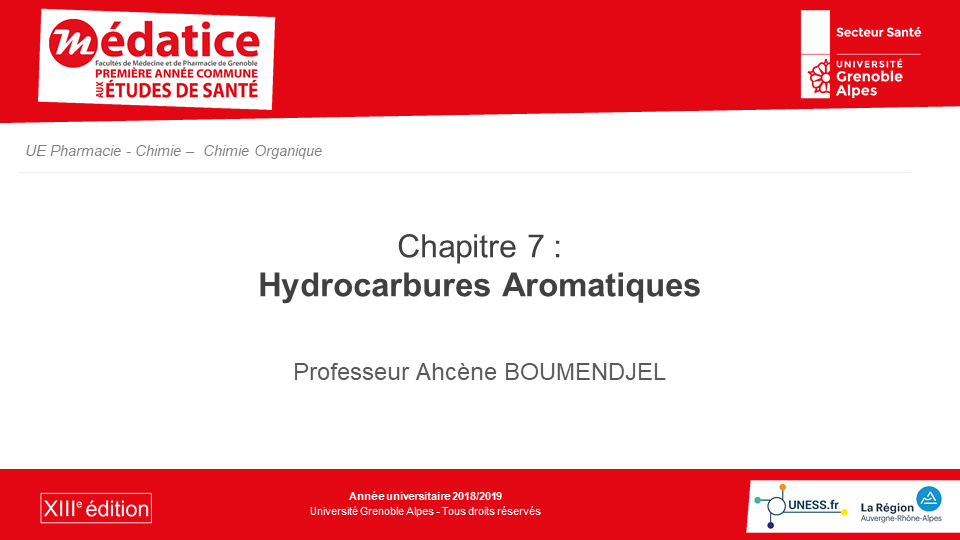 médatice
Facultés de Médecine et de Pharmacie de Grenoble
PREMIÈRE ANNÉE COMMUNE
AUX ÉTUDES DE SANTÉ
Secteur Santé
UNIVERSITÉ
Grenoble
Alpes
UE Pharmacie - Chimie – Chimie Organique
Chapitre 7 :
Hydrocarbures Aromatiques
Professeur Ahcène BOUMENDJEL
XIIIe édition
Année universitaire 2018/2019
Université Grenoble Alpes - Tous droits réservés
UNESS.fr
La Région
Auvergne-Rhône-Alpes